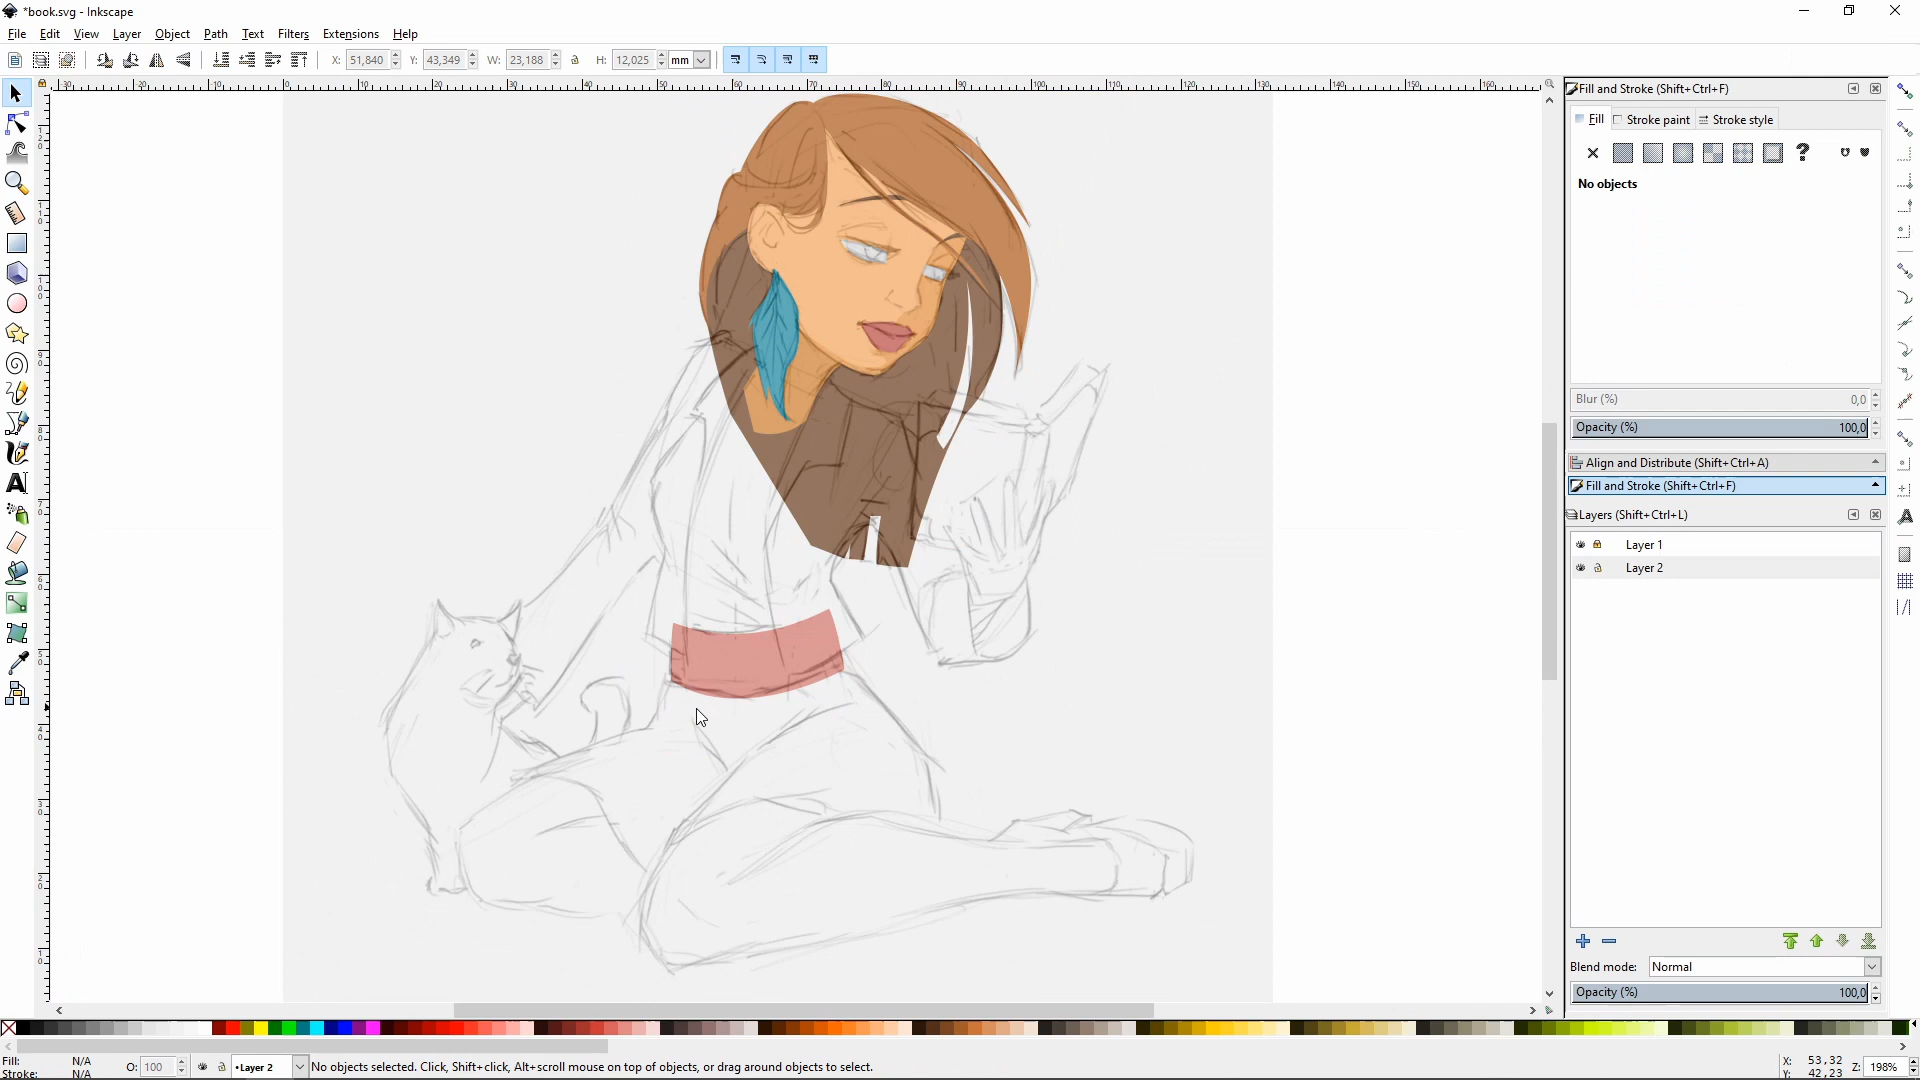 *book.svg - Inkscape
File Edit View Layer Object Path Text Filters Extensions Help
X: 51,840 Y: 43,349 W: 23,188 H: 12,025 mm
Fill and Stroke (Shift+Ctrl+F)
Fill Stroke paint Stroke style
No objects
Blur (%) 0,0
Opacity (%) 100,0
Align and Distribute (Shift+Ctrl+A)
Fill and Stroke (Shift+Ctrl+F)
Layers (Shift+Ctrl+L)
Layer 1
Layer 2
Blend mode: Normal
Opacity (%) 100,0
Fill: N/A
Stroke: N/A
O: 100
•Layer 2
No objects selected. Click, Shift+click, Alt+scroll mouse on top of objects, or drag around objects to select.
X: 53,32
Y: 42,23
Z: 198%